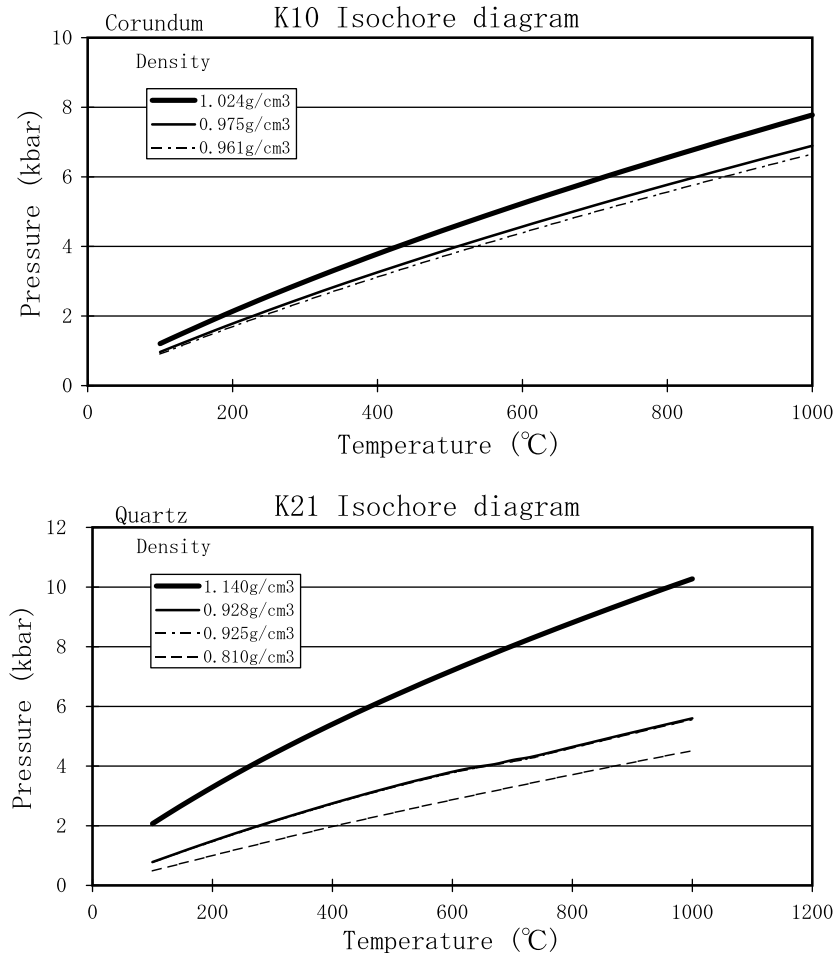 Corundum
K10 Isochore diagram
Density
1.024g/cm3
0.975g/cm3
0.961g/cm3
Pressure (kbar)
10
8
6
4
2
0
0 200 400 600 800 1000
Temperature (℃)
Quartz
K21 Isochore diagram
Density
1.140g/cm3
0.928g/cm3
0.925g/cm3
0.810g/cm3
Pressure (kbar)
12
10
8
6
4
2
0
0 200 400 600 800 1000 1200
Temperature (℃)